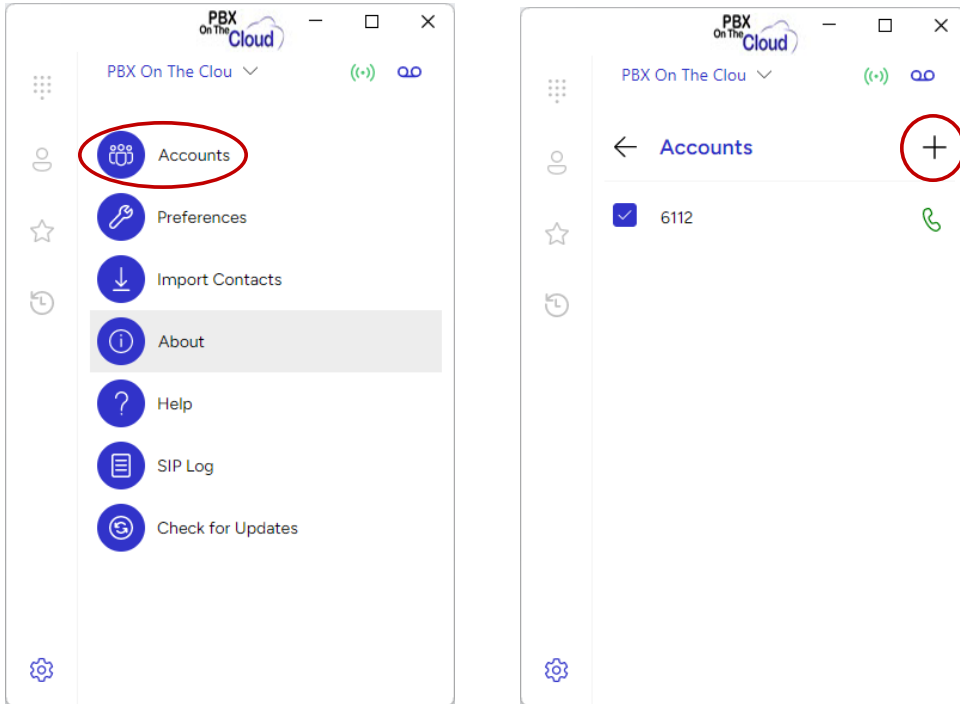 PBX
On The Cloud
PBX On The Clou
Accounts
Preferences
Import Contacts
About
Help
SIP Log
Check for Updates
PBX
On The Cloud
PBX On The Clou
Accounts
6112